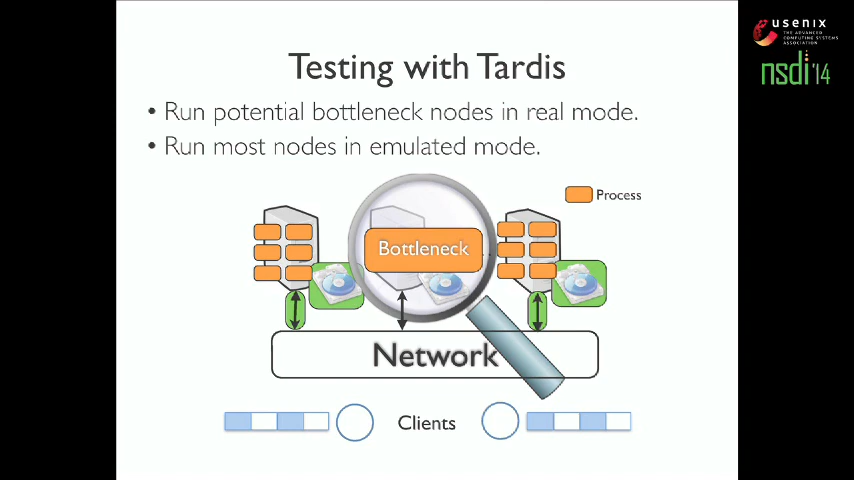 usenix
THE ADVANCED
COMPUTING SYSTEMS
ASSOCIATION
nsdi '14
Testing with Tardis
• Run potential bottleneck nodes in real mode.
• Run most nodes in emulated mode.
Process
Bottleneck
Network
Clients